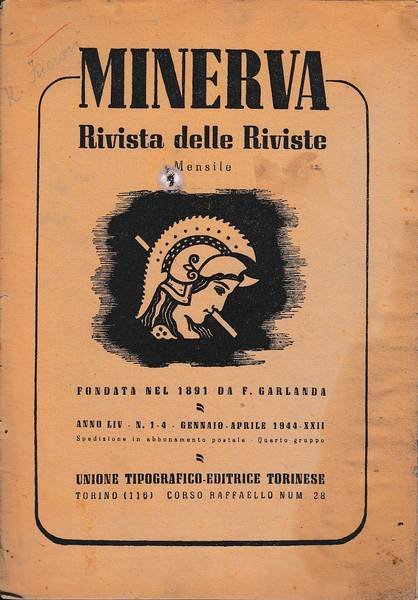 MINERVA
Rivista delle Riviste
Mensile
FONDATA NEL 1891 DA F. GARLANDA
ANNO LIV - N. 1-4 - GENNAIO-APRILE 1944-XXII
Spedizione in abbonamento postale - Quarto gruppo
UNIONE TIPOGRAFICO-EDITRICE TORINESE
TORINO (116) CORSO RAFFAELLO NUM. 28